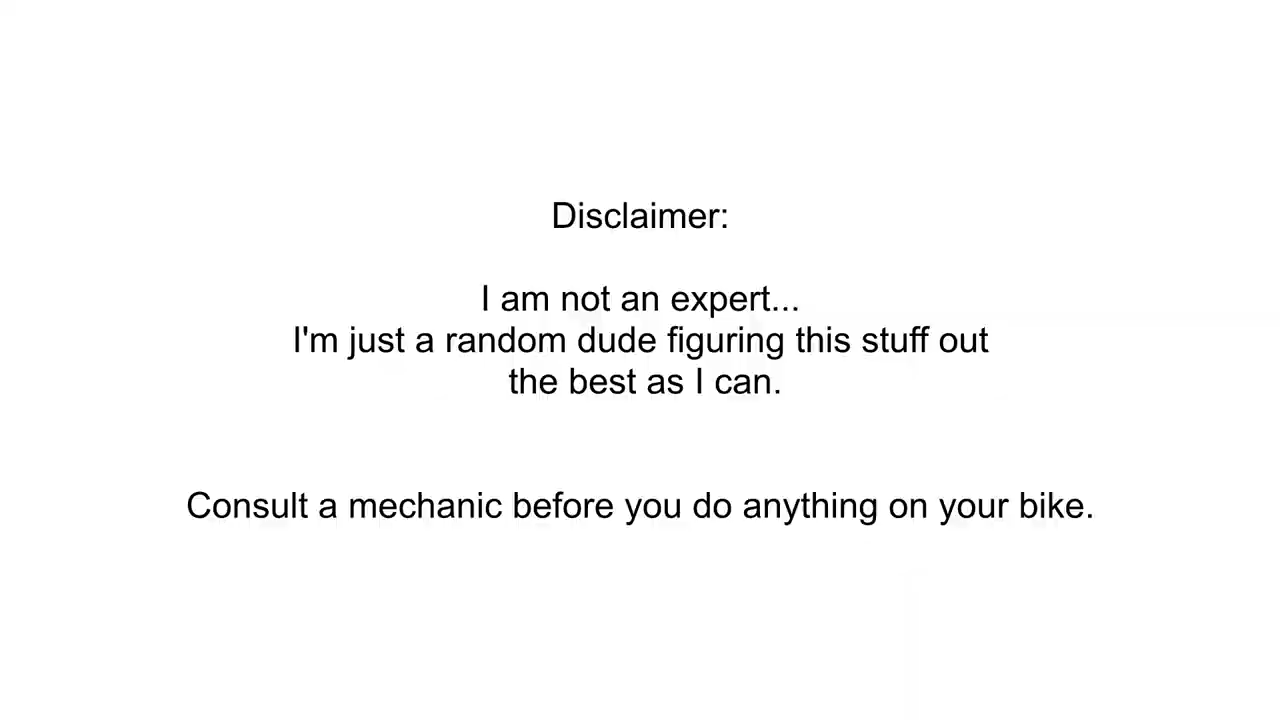 Disclaimer:
I am not an expert...
I'm just a random dude figuring this stuff out
the best as I can.
Consult a mechanic before you do anything on your bike.